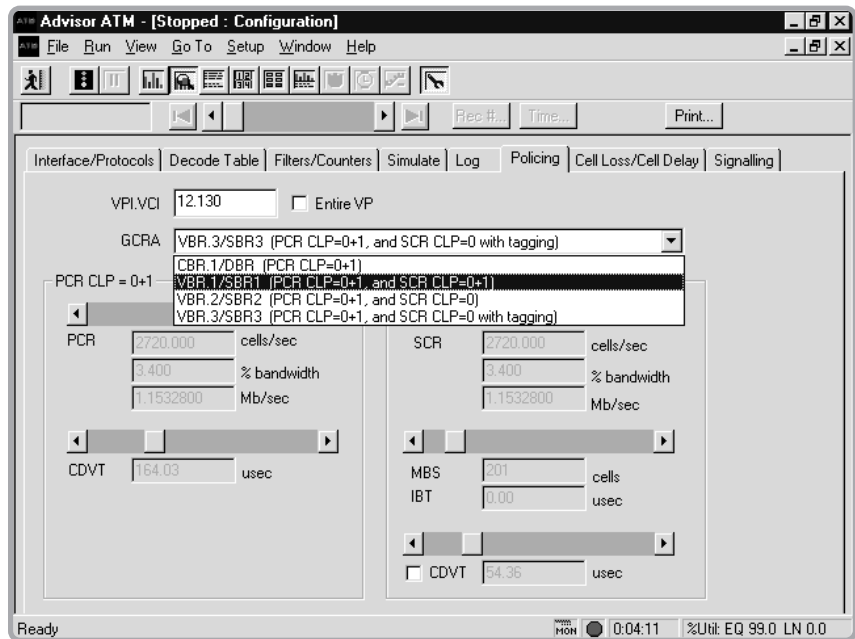 Advisor ATM - [Stopped : Configuration]
File Run View Go To Setup Window Help
Rec #... Time... Print...
Interface/Protocols Decode Table Filters/Counters Simulate Log Policing Cell Loss/Cell Delay Signalling
VPI.VCI 12.130 Entire VP
GCRA VBR.3/SBR3 (PCR CLP=0+1, and SCR CLP=0 with tagging)
CBR.1/DBR (PCR CLP=0+1)
PCR CLP = 0+1 VBR.1/SBR1 (PCR CLP=0+1, and SCR CLP=0+1)
VBR.2/SBR2 (PCR CLP=0+1, and SCR CLP=0)
VBR.3/SBR3 (PCR CLP=0+1, and SCR CLP=0 with tagging)
PCR 2720.000 cells/sec SCR 2720.000 cells/sec
3.400 % bandwidth 3.400 % bandwidth
1.1532800 Mb/sec 1.1532800 Mb/sec
CDVT 164.03 usec MBS 201 cells
IBT 0.00 usec
CDVT 54.36 usec
Ready MON 0:04:11 %Util: EQ 99.0 LN 0.0